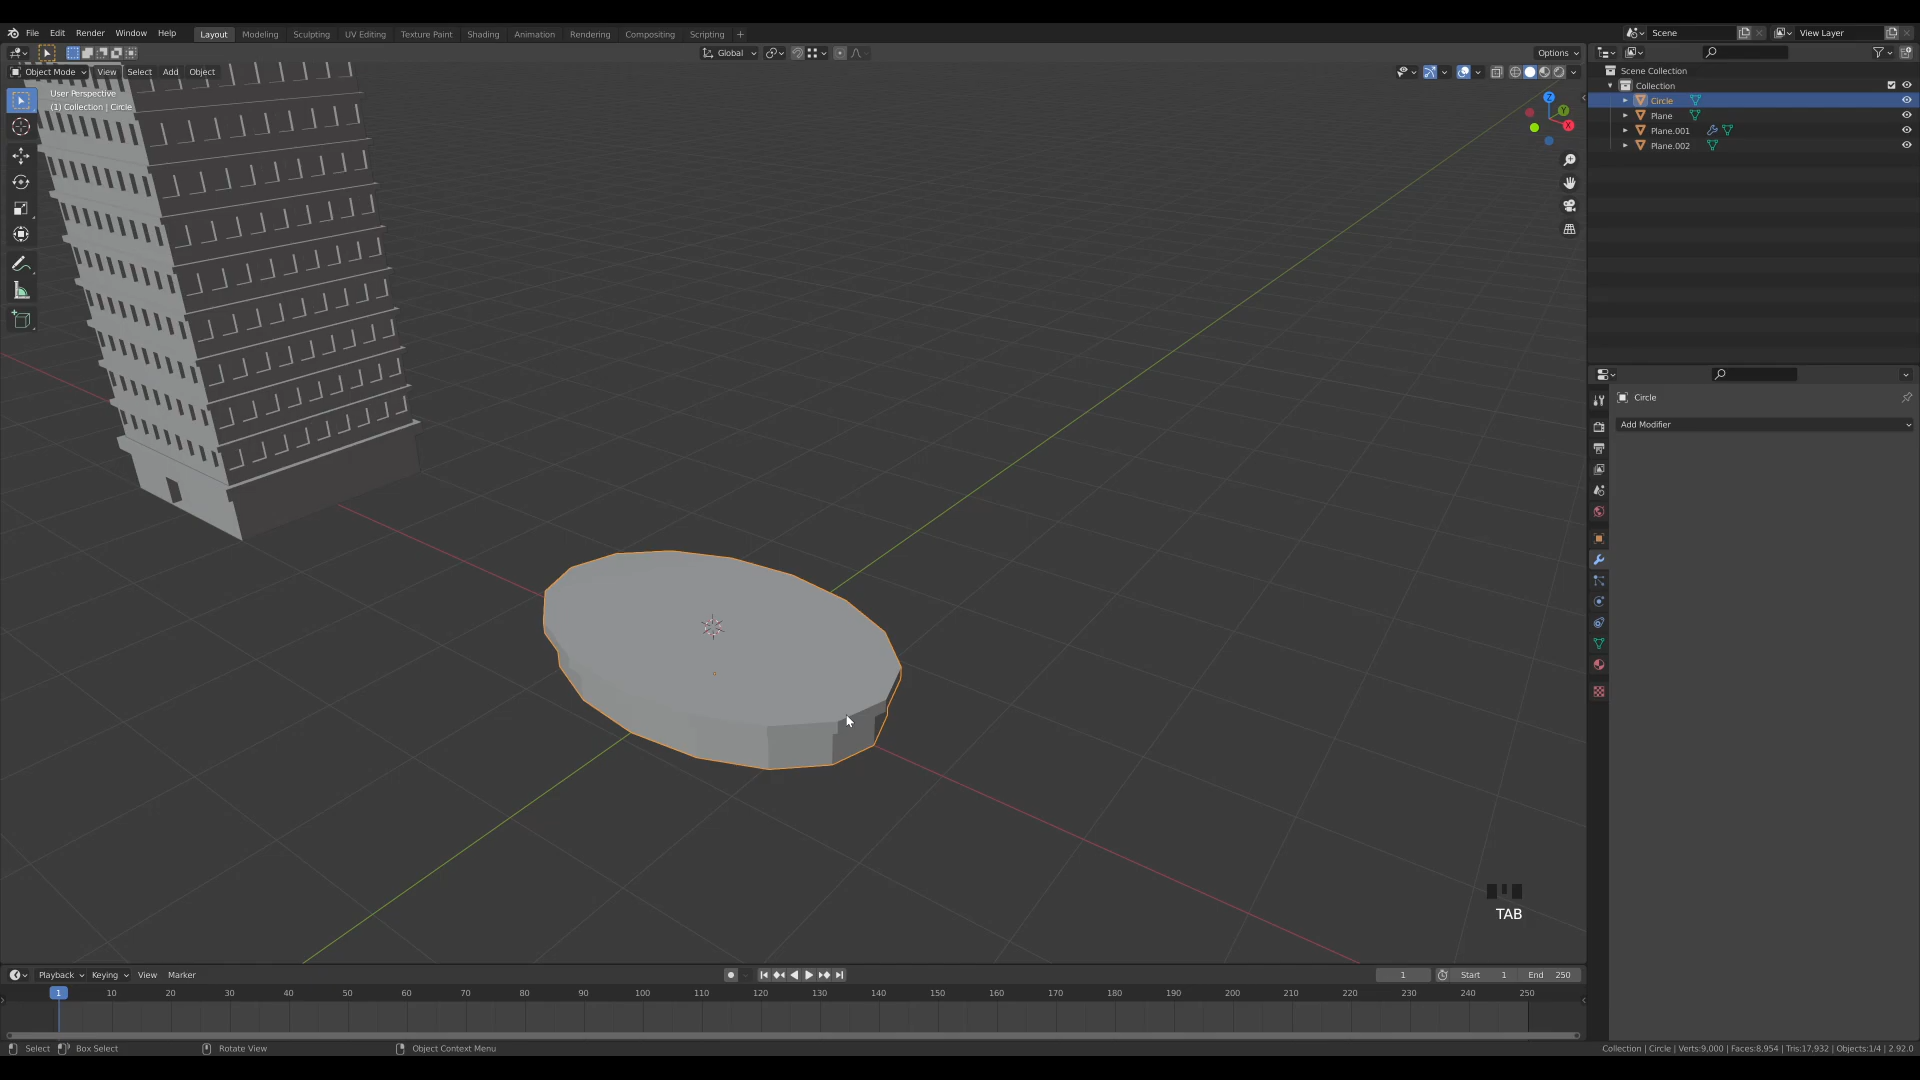 File Edit Render Window Help Layout Modeling Sculpting UV Editing Texture Paint Shading Animation Rendering Compositing Scripting + Scene View Layer
Global Options
Object Mode View Select Add Object
User Perspective
(1) Collection | Circle
Z
Y
X
Scene Collection
Collection
Circle
Plane
Plane.001
Plane.002
Circle
Add Modifier
TAB
Playback Keying View Marker 1 Start 1 End 250
1 10 20 30 40 50 60 70 80 90 100 110 120 130 140 150 160 170 180 190 200 210 220 230 240 250
Select Box Select Rotate View Object Context Menu Collection | Circle | Verts:9,000 | Faces:8,954 | Tris:17,932 | Objects:1/4 | 2.92.0